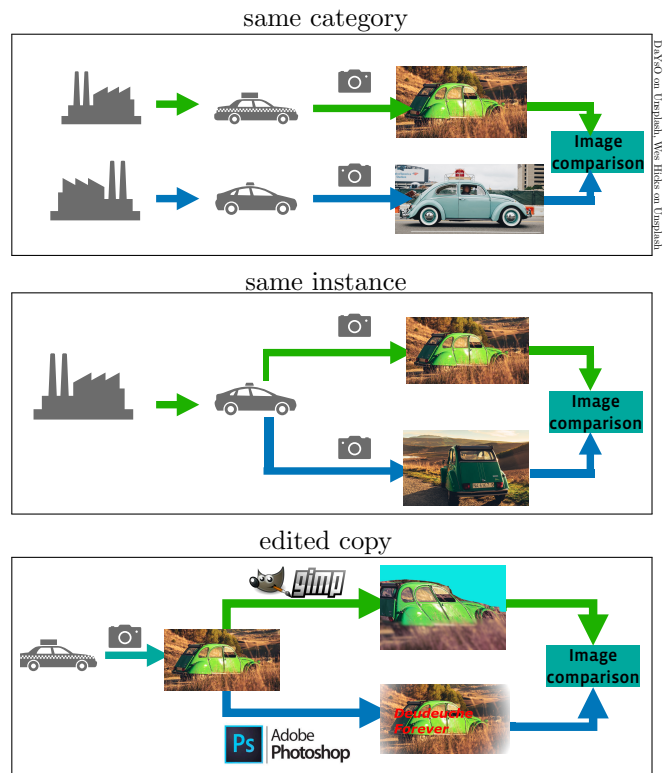 same category
Image
comparison
DaYsO on Unsplash, Wes Hicks on Unsplash
same instance
Image
comparison
edited copy
gimp
Image
comparison
Deudeuche
Forever
Ps
Adobe
Photoshop